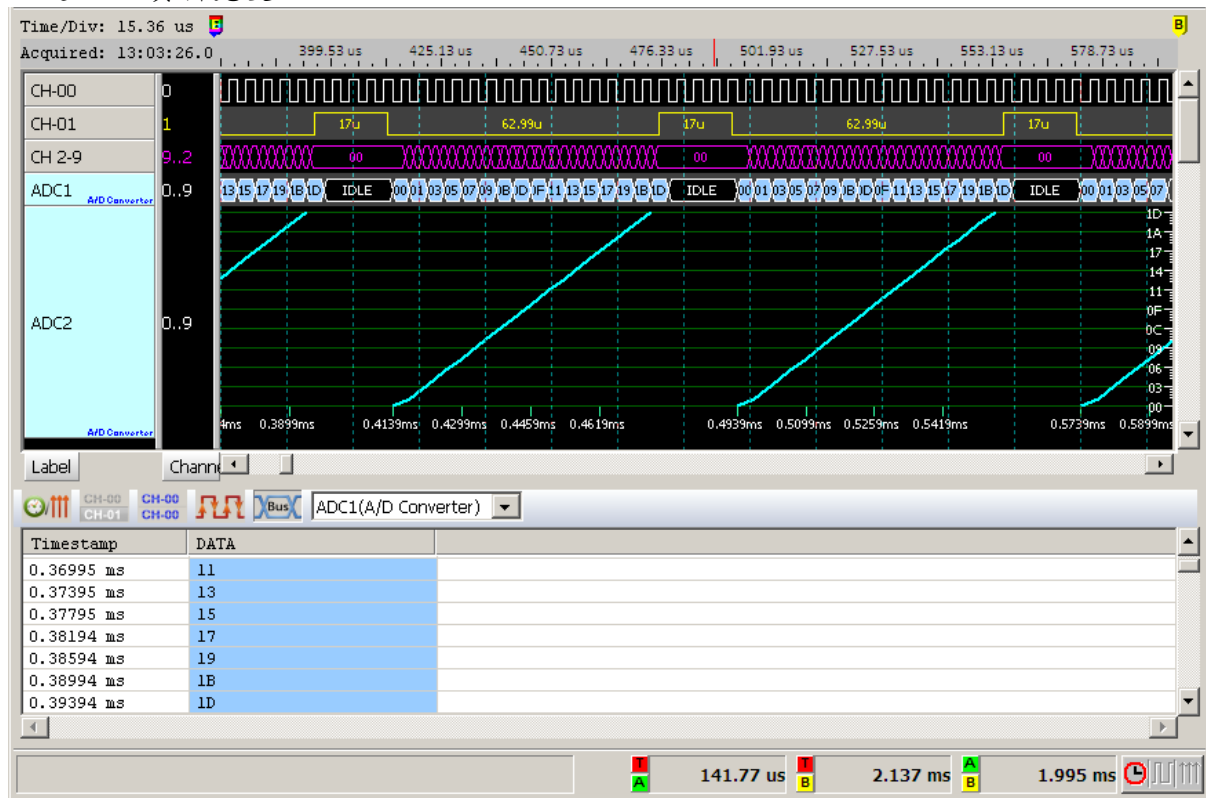 Time/Div: 15.36 us
B
Acquired: 13:03:26.0 399.53 us 425.13 us 450.73 us 476.33 us 501.93 us 527.53 us 553.13 us 578.73 us
CH-00 0
CH-01 1 17u 62.99u 17u 62.99u 17u
CH 2-9 9..2 00 00 00
ADC1 A/D Converter 0..9 13 15 17 19 1B 1D IDLE 00 01 03 05 07 09 0B 0D 0F 11 13 15 17 19 1B 1D IDLE 00 01 03 05 07 09 0B 0D 0F 11 13 15 17 19 1B 1D IDLE 00 01 03 05 07
1D
1A
17
14
11
ADC2 0..9 0F
0C
09
06
03
00
A/D Converter 4ms 0.3899ms 0.4139ms 0.4299ms 0.4459ms 0.4619ms 0.4939ms 0.5099ms 0.5259ms 0.5419ms 0.5739ms 0.5899ms
Label Chann
CH-00 CH-01 CH-00 CH-00 Bus ADC1(A/D Converter)
Timestamp DATA
0.36995 ms 11
0.37395 ms 13
0.37795 ms 15
0.38194 ms 17
0.38594 ms 19
0.38994 ms 1B
0.39394 ms 1D
T A 141.77 us T B 2.137 ms A B 1.995 ms